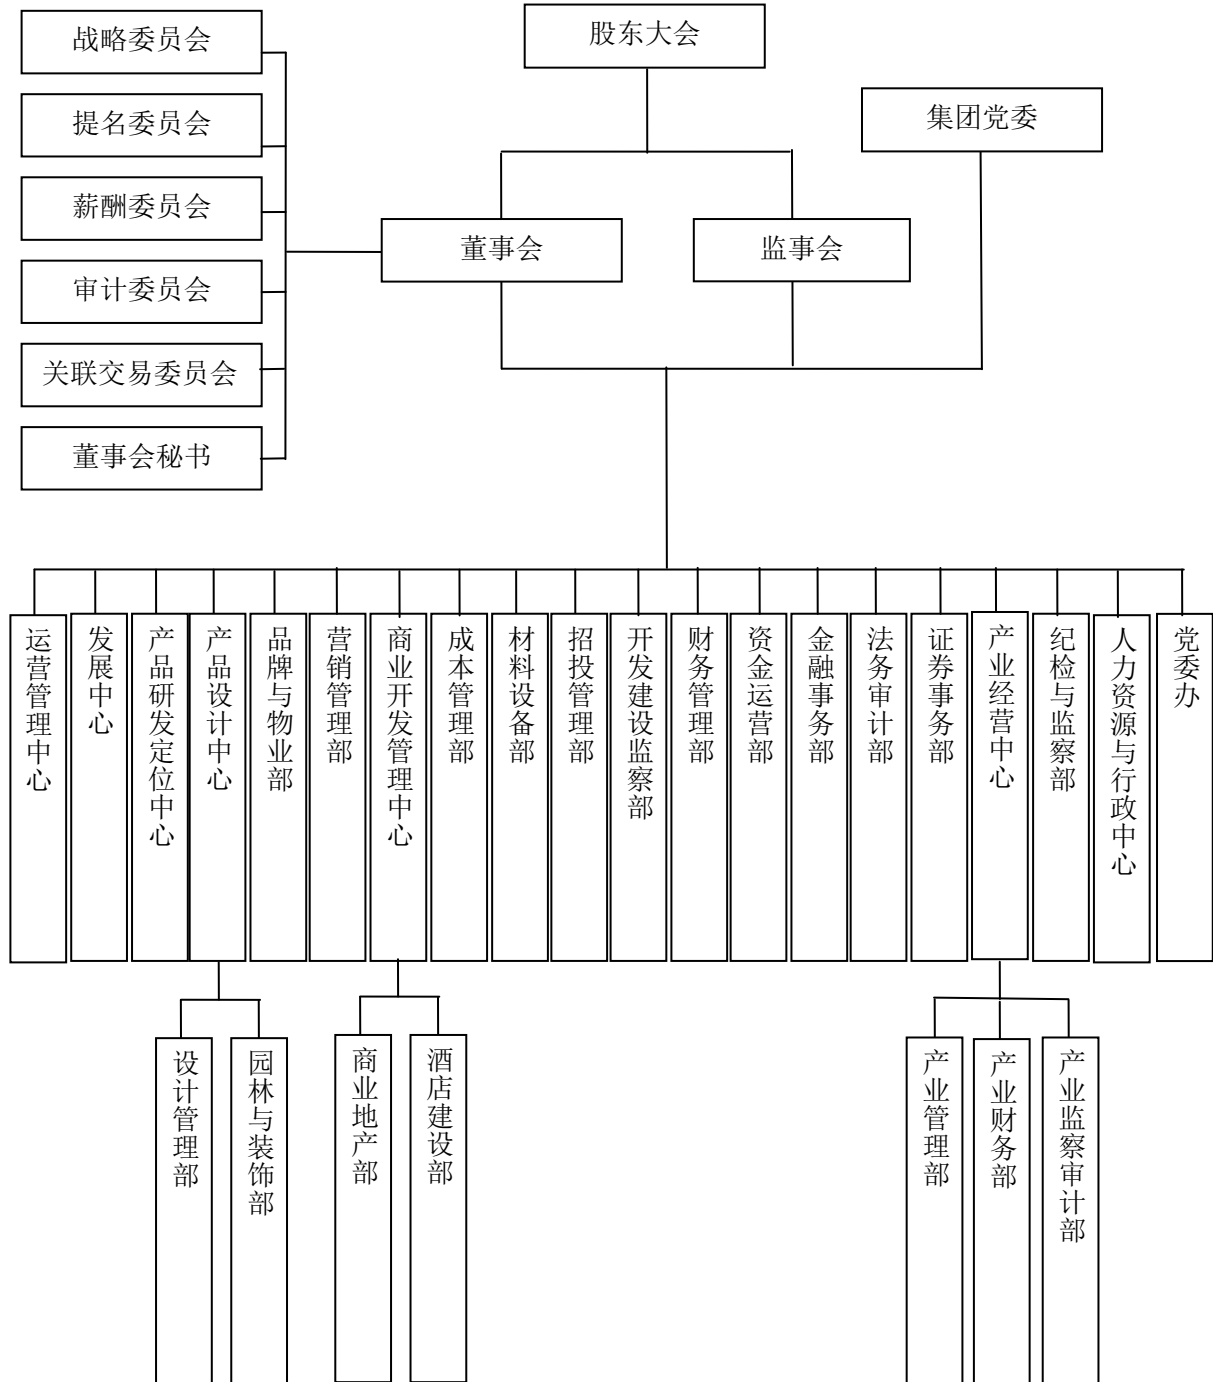 战略委员会
股东大会
提名委员会
集团党委
薪酬委员会
董事会
监事会
审计委员会
关联交易委员会
董事会秘书
运营管理中心
发展中心
产品研发定位中心
产品设计中心
品牌与物业部
营销管理部
商业开发管理中心
成本管理部
材料设备部
招投管理部
开发建设监察部
财务管理部
资金运营部
金融事务部
法务审计部
证券事务部
产业经营中心
纪检与监察部
人力资源与行政中心
党委办
设计管理部
园林与装饰部
商业地产部
酒店建设部
产业管理部
产业财务部
产业监察审计部